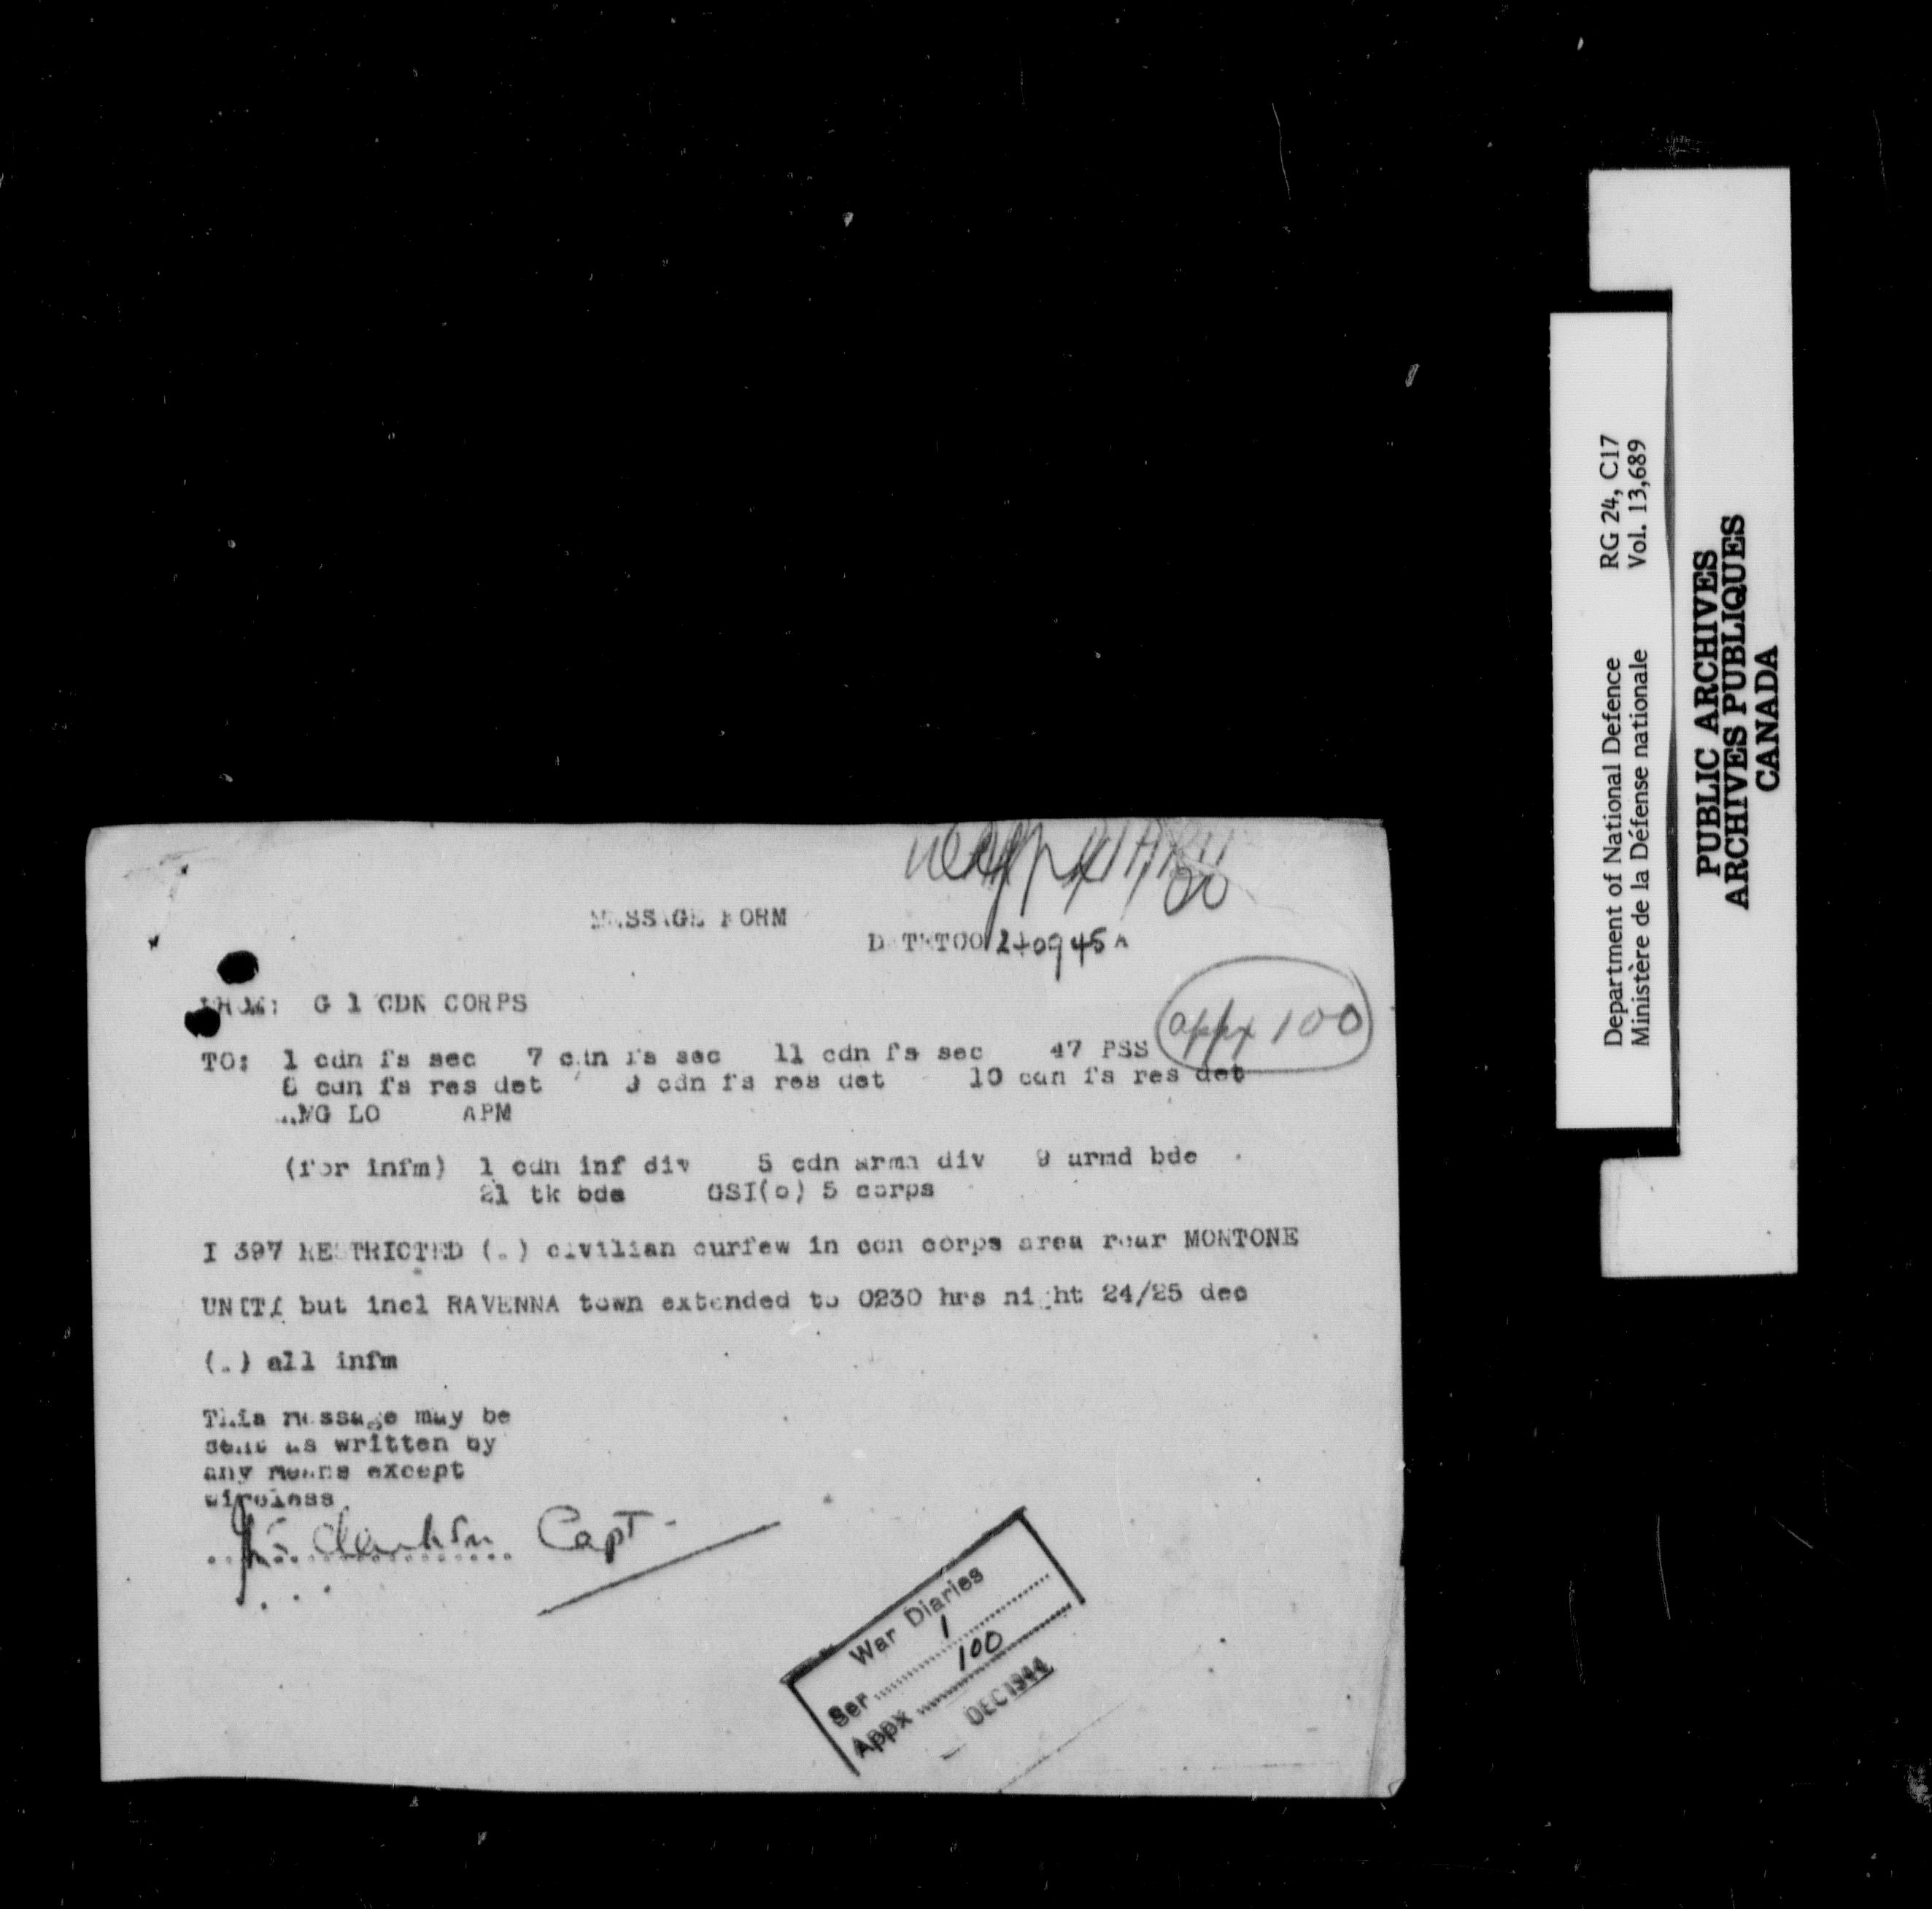 MESSAGE FORM
FROM: G 1 CDN CORPS
appx 100
TO: 1 cdn fs sec 7 cdn fs sec 11 cdn fs sec 47 PSS
8 cdn fs res det 9 cdn fs res det 10 cdn fs res det
AMG LO APM
(for infm) 1 cdn inf div 5 cdn armd div 9 armd bde
21 tk bde GSI(o) 5 corps
I 397 RESTRICTED (.) civilian curfew in cdn corps area rear MONTONE
but incl RAVENNA town extended to 0230 hrs night 24/25 dec
(.) all infm
This message may be
sent as written by
any means except
wireless
Capt
War Diaries
Ser 1
Appx 100
DEC 1944
Department of National Defence RG 24, C17
Ministère de la Défense nationale Vol. 13,689
PUBLIC ARCHIVES
ARCHIVES PUBLIQUES
CANADA